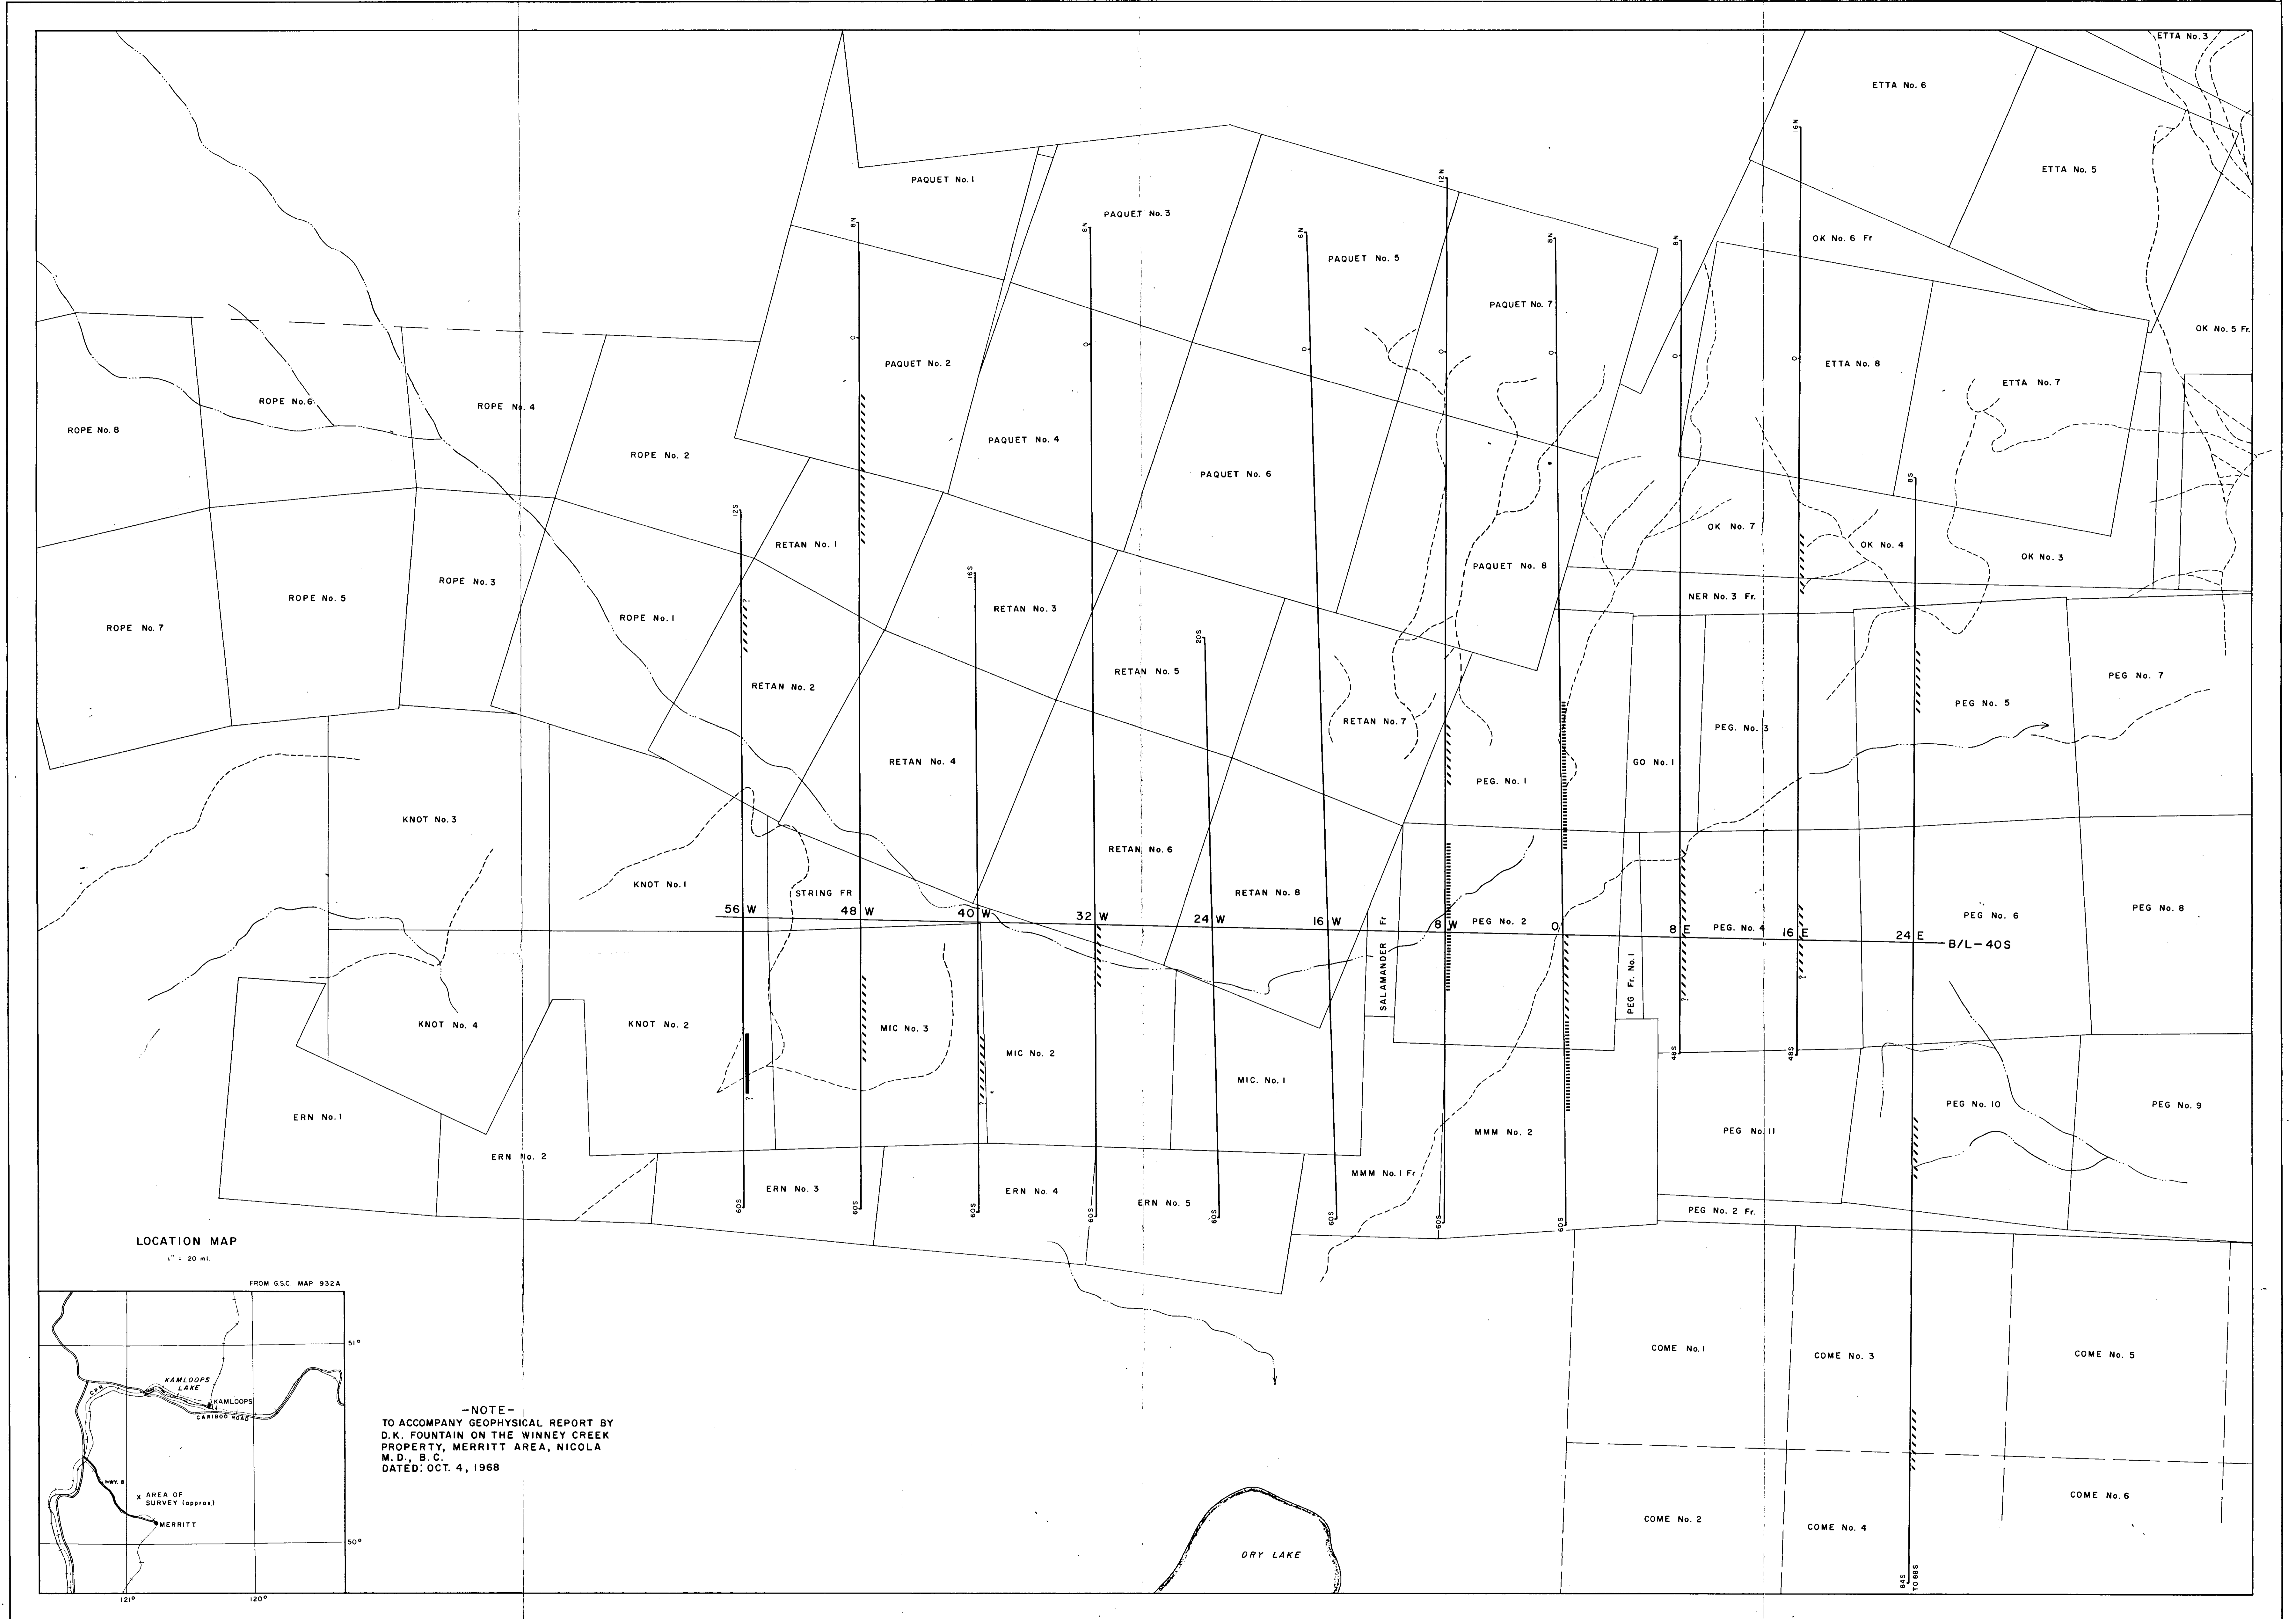 ETTA No. 3
ETTA No. 6
16N
ETTA No. 5
PAQUET No. 1
12N
PAQUET No. 3
8N
8N
8N
8N
8N
OK No. 6 Fr
PAQUET No. 5
PAQUET No. 7
OK No. 5 Fr.
0
0
0
0
0
0
0
PAQUET No. 2
ETTA No. 8
ETTA No. 7
ROPE No. 6
ROPE No. 4
ROPE No. 8
PAQUET No. 4
ROPE No. 2
PAQUET No. 6
8S
12S
OK No. 7
RETAN No. 1
OK No. 4
OK No. 3
PAQUET No. 8
16S
ROPE No. 3
ROPE No. 5
NER No. 3 Fr.
?
RETAN No. 3
ROPE No. 1
ROPE No. 7
20S
RETAN No. 5
PEG No. 7
RETAN No. 2
PEG No. 5
RETAN No. 7
PEG. No. 3
RETAN No. 4
GO No. 1
PEG. No. 1
KNOT No. 3
RETAN No. 6
KNOT No. 1
STRING FR
RETAN No. 8
56 W
48 W
40 W
32 W
24 W
16 W
8 W
PEG No. 2
0
8 E
PEG. No. 4
16 E
24 E
B/L-40S
PEG No. 6
PEG No. 8
SALAMANDER Fr
PEG Fr. No. 1
?
?
KNOT No. 4
KNOT No. 2
MIC No. 3
MIC No. 2
48S
48S
MIC. No. 1
?
?
ERN No. 1
PEG No. 10
PEG No. 9
MMM No. 2
PEG No. 11
ERN No. 2
MMM No. 1 Fr
ERN No. 3
ERN No. 4
ERN No. 5
60S
60S
60S
60S
60S
60S
60S
60S
PEG No. 2 Fr.
LOCATION MAP
1" = 20 mi.
FROM G.S.C. MAP 932A
51°
KAMLOOPS
LAKE
CPR
KAMLOOPS
CARIBOO ROAD
HWY. 8
X AREA OF
SURVEY (approx.)
MERRITT
50°
121°
120°
-NOTE-
TO ACCOMPANY GEOPHYSICAL REPORT BY
D.K. FOUNTAIN ON THE WINNEY CREEK
PROPERTY, MERRITT AREA, NICOLA
M.D., B.C.
DATED: OCT. 4, 1968
COME No. 1
COME No. 3
COME No. 5
COME No. 6
COME No. 2
COME No. 4
DRY LAKE
84S
TO 88S